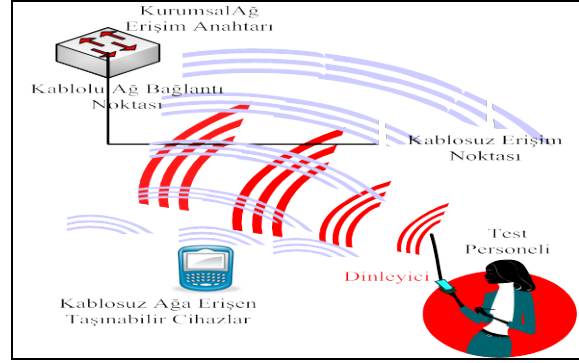 KurumsalAğ
Erişim Anahtarı
Kablolu Ağ Bağlantı
Noktası
Kablosuz Erişim
Noktası
Test
Personeli
Dinleyici
Kablosuz Ağa Erişen
Taşınabilir Cihazlar